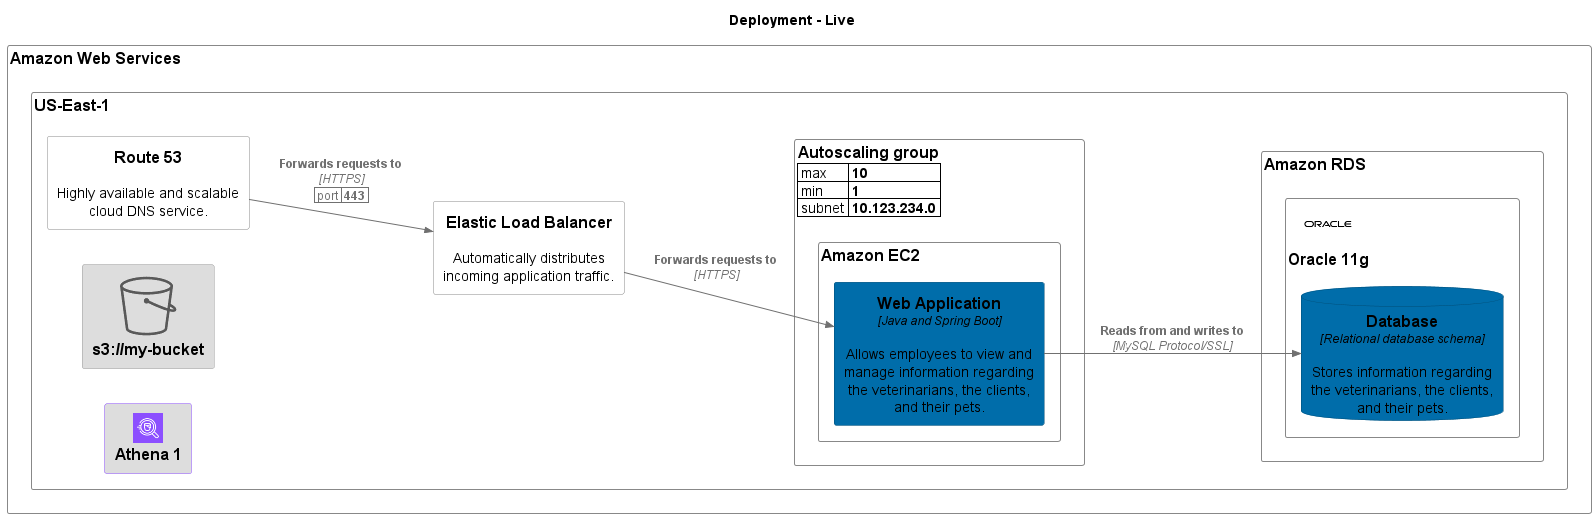 Deployment - Live
Amazon Web Services
US-East-1
Route 53
Highly available and scalable
cloud DNS service.
Forwards requests to
[HTTPS]
port 443
Elastic Load Balancer
Automatically distributes
incoming application traffic.
Forwards requests to
[HTTPS]
s3://my-bucket
Athena 1
Autoscaling group
max 10
min 1
subnet 10.123.234.0
Amazon EC2
Web Application
[Java and Spring Boot]
Allows employees to view and
manage information regarding
the veterinarians, the clients,
and their pets.
Reads from and writes to
[MySQL Protocol/SSL]
Amazon RDS
ORACLE
Oracle 11g
Database
[Relational database schema]
Stores information regarding
the veterinarians, the clients,
and their pets.